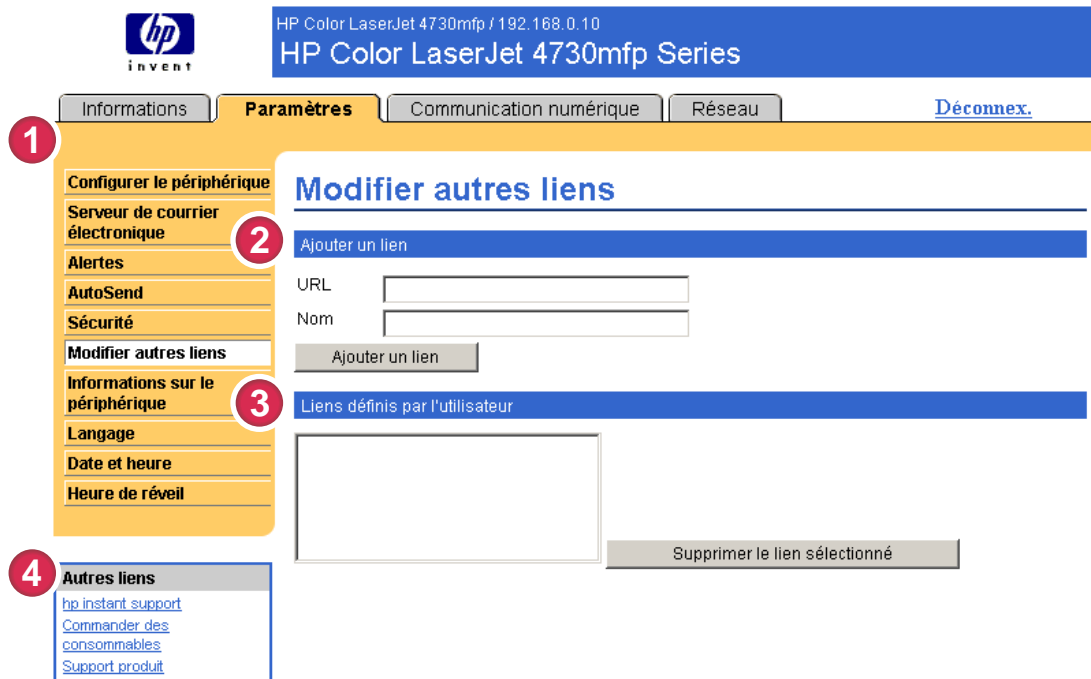 hp
invent
HP Color LaserJet 4730mfp / 192.168.0.10
HP Color LaserJet 4730mfp Series
Informations
Paramètres
Communication numérique
Réseau
Déconnex.
1
Configurer le périphérique
Serveur de courrier
électronique
Alertes
AutoSend
Sécurité
Modifier autres liens
Informations sur le
périphérique
Langage
Date et heure
Heure de réveil
Modifier autres liens
2
Ajouter un lien
URL
Nom
Ajouter un lien
3
Liens définis par l'utilisateur
Supprimer le lien sélectionné
4
Autres liens
hp instant support
Commander des
consommables
Support produit